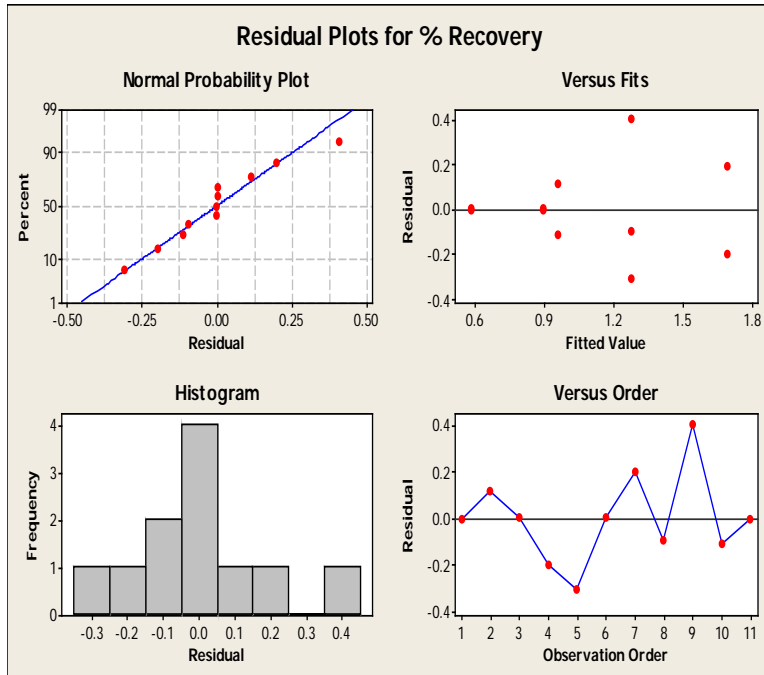 Residual Plots for % Recovery
Normal Probability Plot
99
90
50
10
1
Percent
-0.50 -0.25 0.00 0.25 0.50
Residual
Versus Fits
0.4
0.2
0.0
-0.2
-0.4
Residual
0.6 0.9 1.2 1.5 1.8
Fitted Value
Histogram
4
3
2
1
0
Frequency
-0.3 -0.2 -0.1 0.0 0.1 0.2 0.3 0.4
Residual
Versus Order
0.4
0.2
0.0
-0.2
-0.4
Residual
1 2 3 4 5 6 7 8 9 10 11
Observation Order